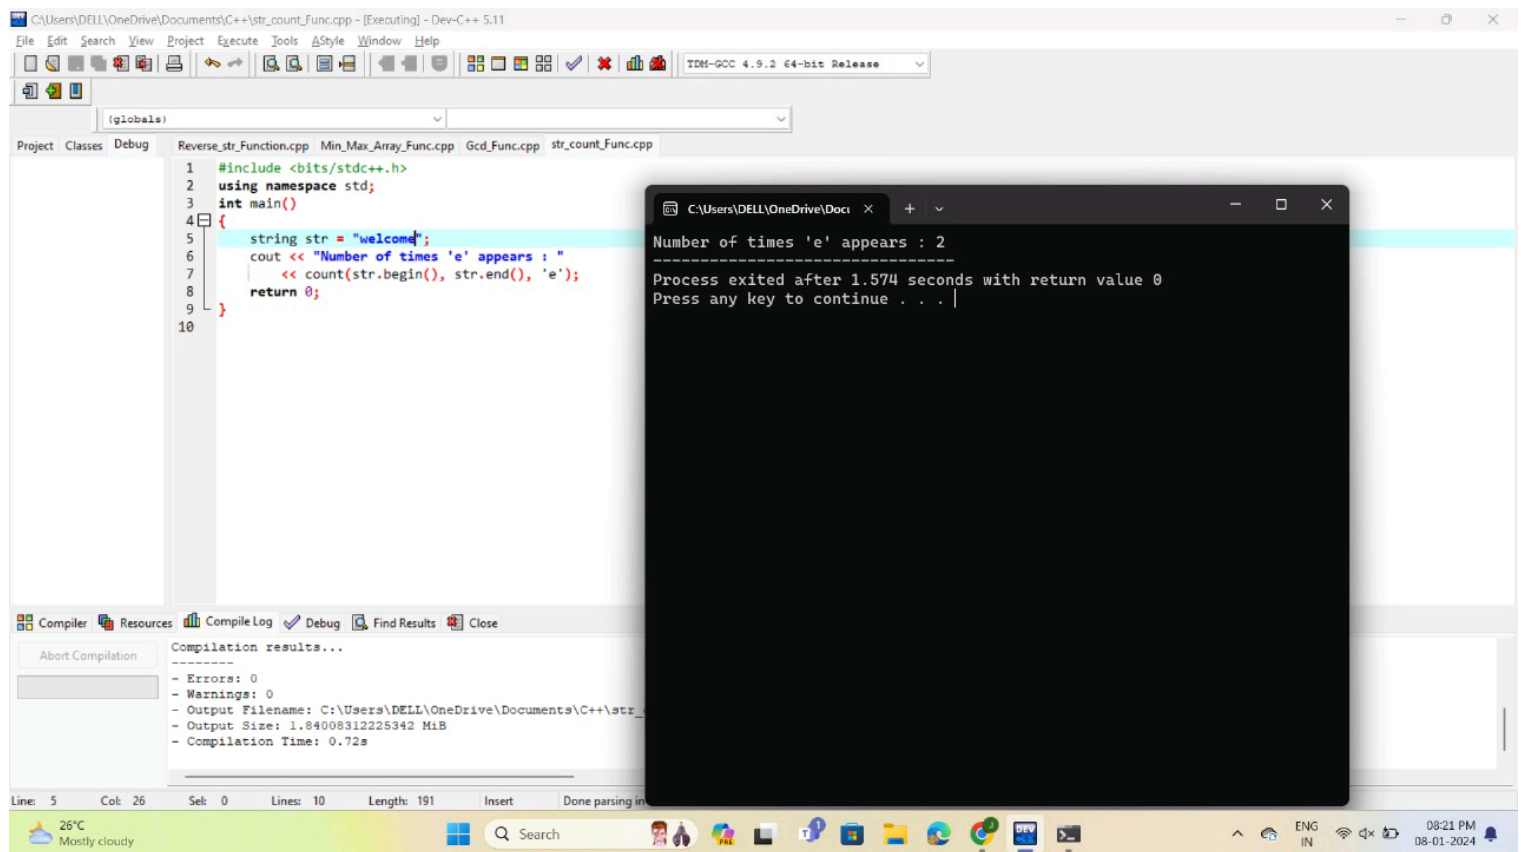 C:\Users\DELL\OneDrive\Documents\C++\str_count_Func.cpp - [Executing] - Dev-C++ 5.11
File Edit Search View Project Execute Tools AStyle Window Help
TDM-GCC 4.9.2 64-bit Release
(globals)
Project Classes Debug
Reverse_str_Function.cpp Min_Max_Array_Func.cpp Gcd_Func.cpp str_count_Func.cpp
1 #include <bits/stdc++.h>
2 using namespace std;
3 int main()
4 {
5 string str = "welcome";
6 cout << "Number of times 'e' appears : "
7 << count(str.begin(), str.end(), 'e');
8 return 0;
9 }
10
C:\Users\DELL\OneDrive\Docu
Number of times 'e' appears : 2
--------------------------------
Process exited after 1.574 seconds with return value 0
Press any key to continue . . .
Compiler Resources Compile Log Debug Find Results Close
Abort Compilation
Compilation results...
--------
- Errors: 0
- Warnings: 0
- Output Filename: C:\Users\DELL\OneDrive\Documents\C++\str_
- Output Size: 1.84008312225342 MiB
- Compilation Time: 0.72s
Line: 5 Col: 26 Sel: 0 Lines: 10 Length: 191 Insert Done parsing in
26°C
Mostly cloudy
Search
PRE
T
1
J
DEV
ENG
IN
08:21 PM
08-01-2024